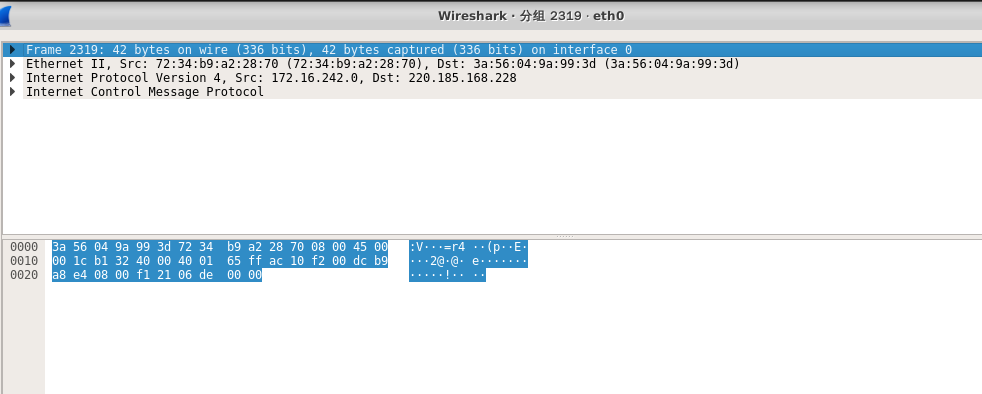 Wireshark · 分组 2319 · eth0
Frame 2319: 42 bytes on wire (336 bits), 42 bytes captured (336 bits) on interface 0
Ethernet II, Src: 72:34:b9:a2:28:70 (72:34:b9:a2:28:70), Dst: 3a:56:04:9a:99:3d (3a:56:04:9a:99:3d)
Internet Protocol Version 4, Src: 172.16.242.0, Dst: 220.185.168.228
Internet Control Message Protocol
0000 3a 56 04 9a 99 3d 72 34 b9 a2 28 70 08 00 45 00 :V···=r4 ··(p··E·
0010 00 1c b1 32 40 00 40 01 65 ff ac 10 f2 00 dc b9 ···2@·@· e·······
0020 a8 e4 08 00 f1 21 06 de 00 00 ·····!·· ··